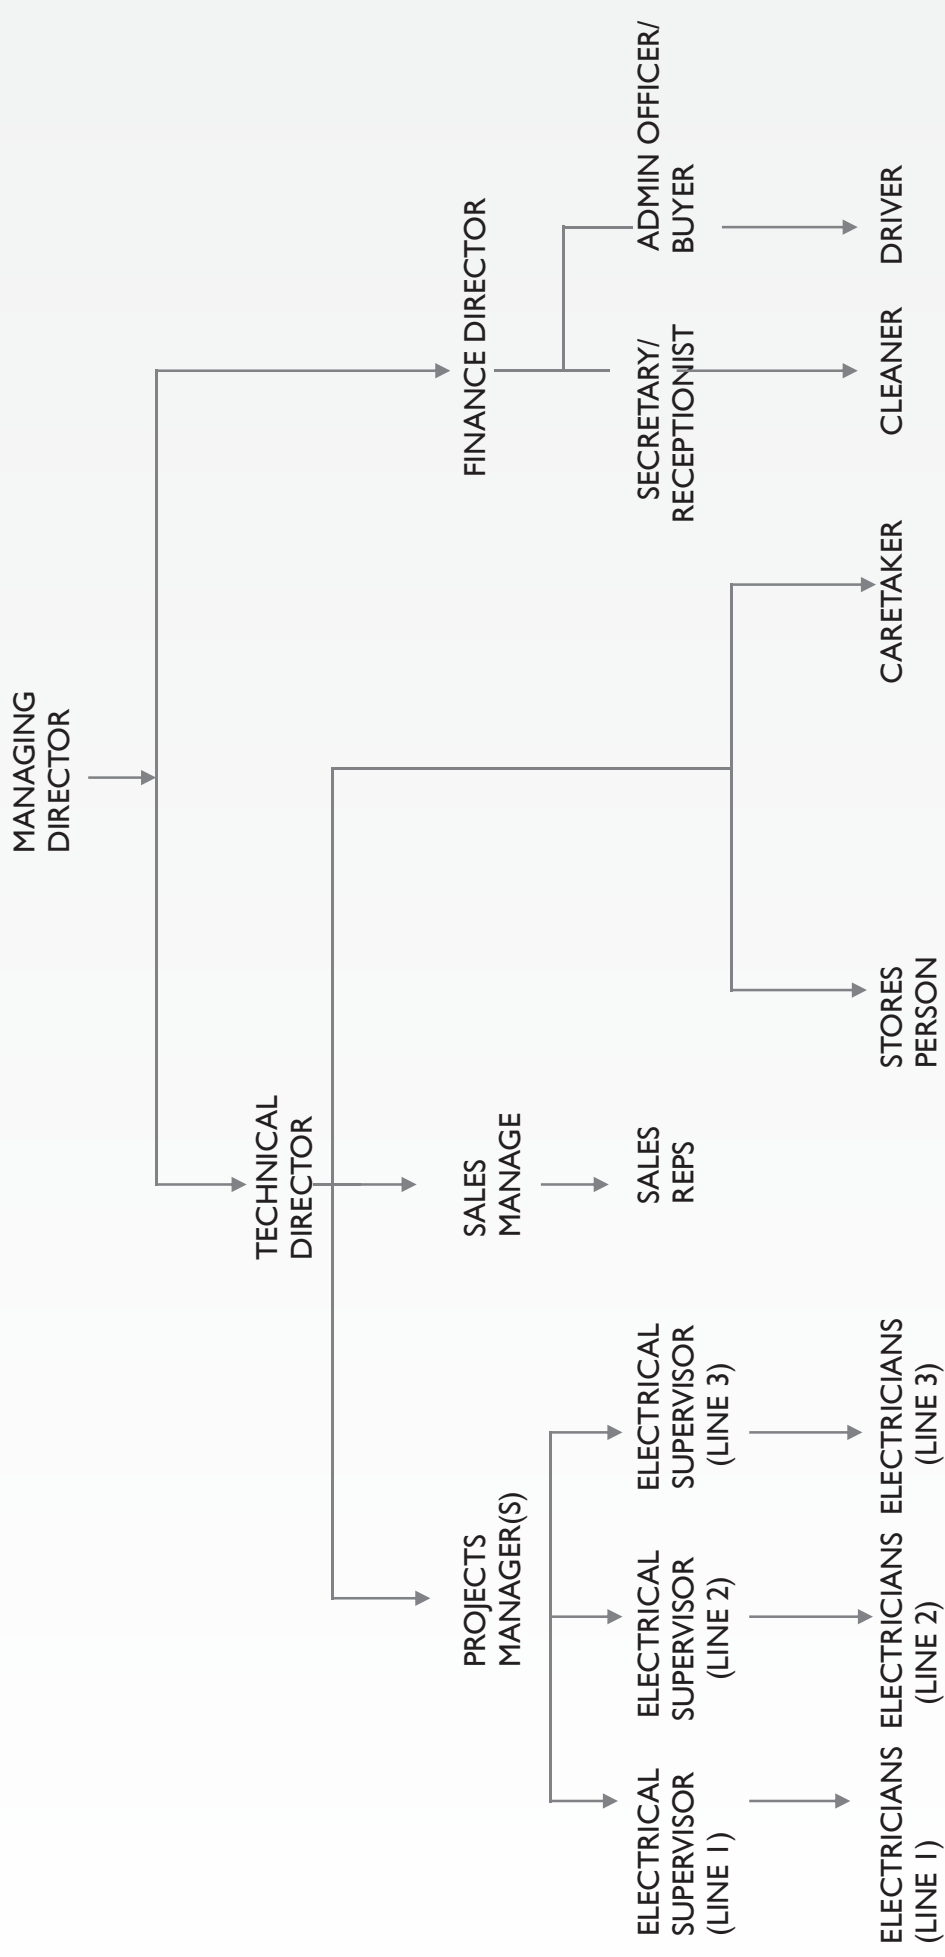 MANAGING
DIRECTOR
TECHNICAL
DIRECTOR
PROJECTS
MANAGER(S)
SALES
MANAGE
FINANCE DIRECTOR
ELECTRICAL
SUPERVISOR
(LINE 1)
ELECTRICAL
SUPERVISOR
(LINE 2)
ELECTRICAL
SUPERVISOR
(LINE 3)
SALES
REPS
SECRETARY/
RECEPTIONIST
ADMIN OFFICER/
BUYER
ELECTRICIANS
(LINE 1)
ELECTRICIANS
(LINE 2)
ELECTRICIANS
(LINE 3)
STORES
PERSON
CARETAKER
CLEANER
DRIVER